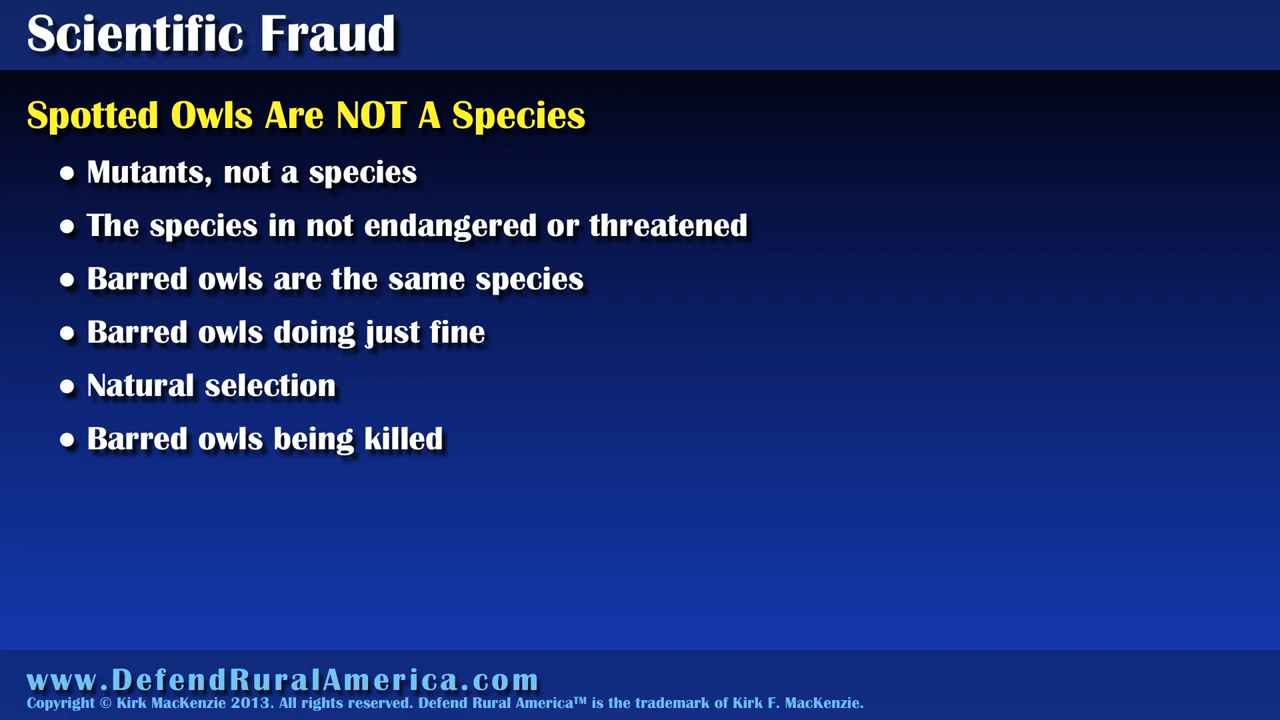 Scientific Fraud
Spotted Owls Are NOT A Species
• Mutants, not a species
• The species in not endangered or threatened
• Barred owls are the same species
• Barred owls doing just fine
• Natural selection
• Barred owls being killed
www.DefendRuralAmerica.com
Copyright © Kirk MacKenzie 2013. All rights reserved. Defend Rural America™ is the trademark of Kirk F. MacKenzie.